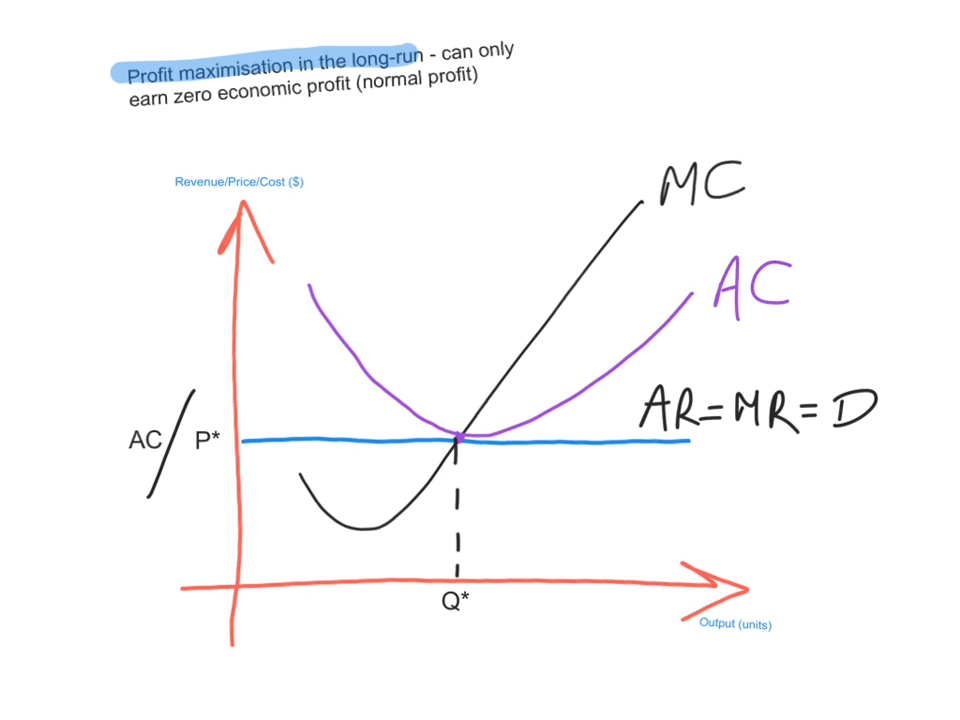 Profit maximisation in the long-run - can only
earn zero economic profit (normal profit)
Revenue/Price/Cost ($)
MC
AC
AR=MR=D
AC/ P*
Q*
Output (units)